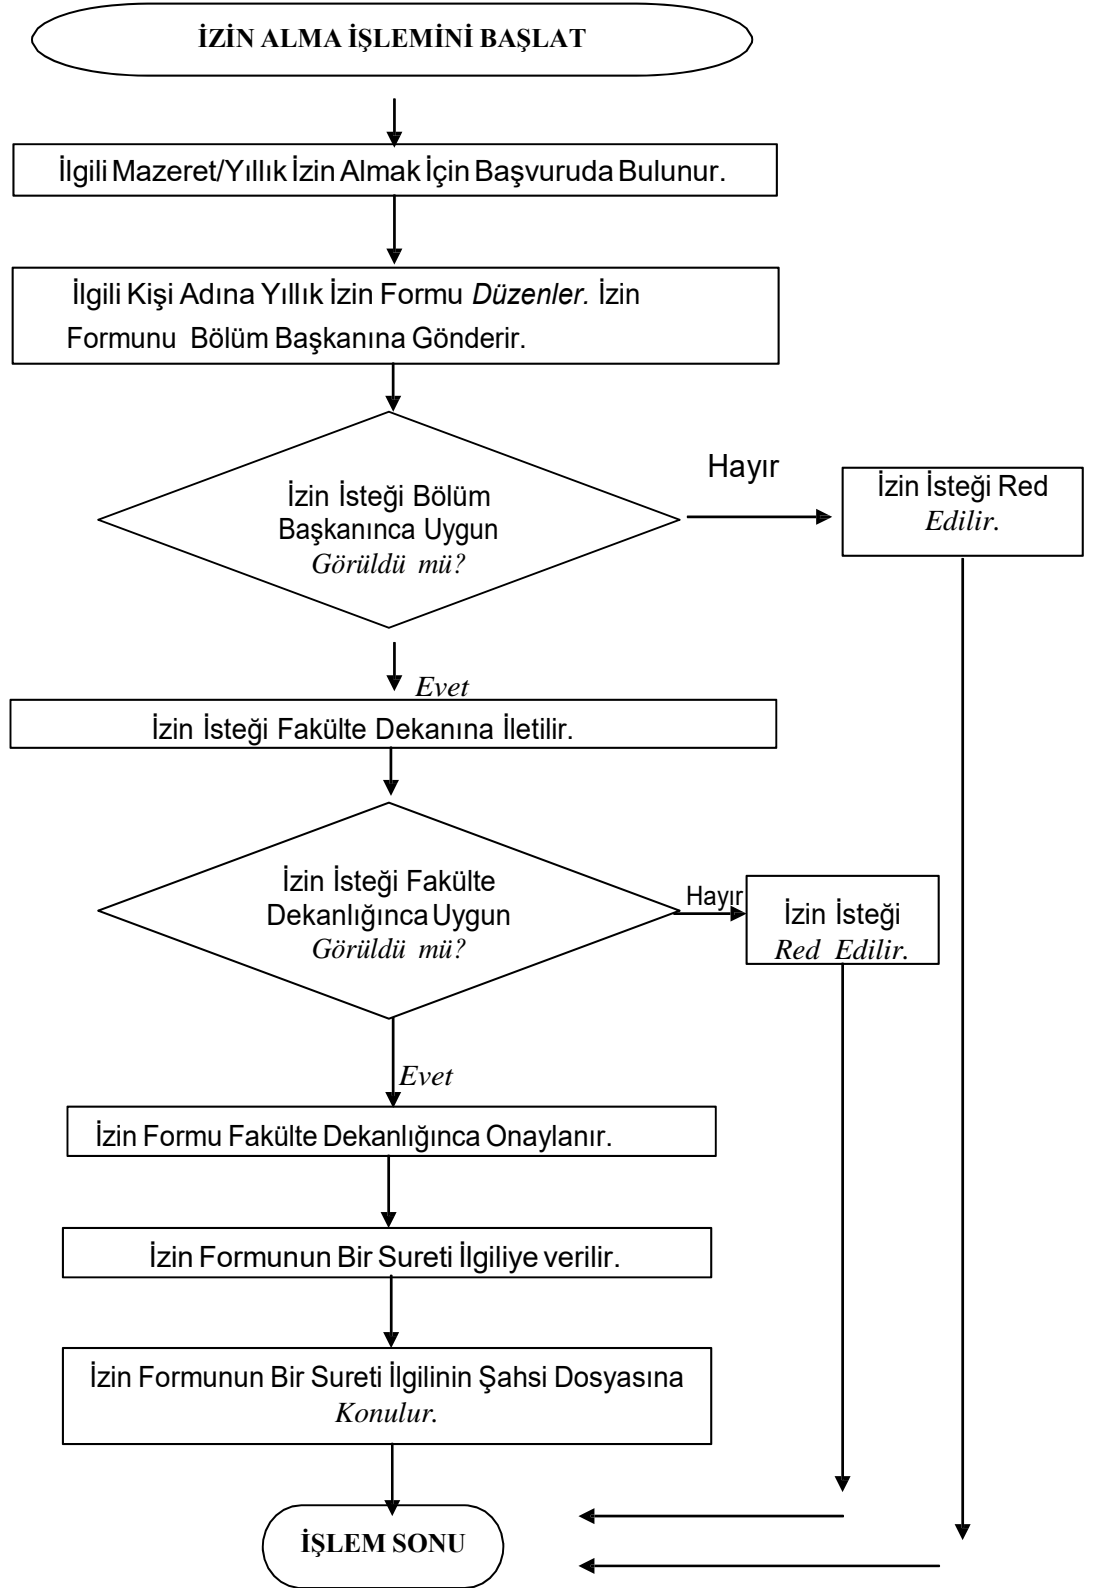 İZİN ALMA İŞLEMİNİ BAŞLAT
İlgili Mazeret/Yıllık İzin Almak İçin Başvuruda Bulunur.
İlgili Kişi Adına Yıllık İzin Formu Düzenler. İzin
Formunu Bölüm Başkanına Gönderir.
İzin İsteği Bölüm
Başkanınca Uygun
Görüldü mü?
Hayır
İzin İsteği Red
Edilir.
Evet
İzin İsteği Fakülte Dekanına İletilir.
İzin İsteği Fakülte
Dekanlığınca Uygun
Görüldü mü?
Hayır
İzin İsteği
Red Edilir.
Evet
İzin Formu Fakülte Dekanlığınca Onaylanır.
İzin Formunun Bir Sureti İlgiliye verilir.
İzin Formunun Bir Sureti İlgilinin Şahsi Dosyasına
Konulur.
İŞLEM SONU